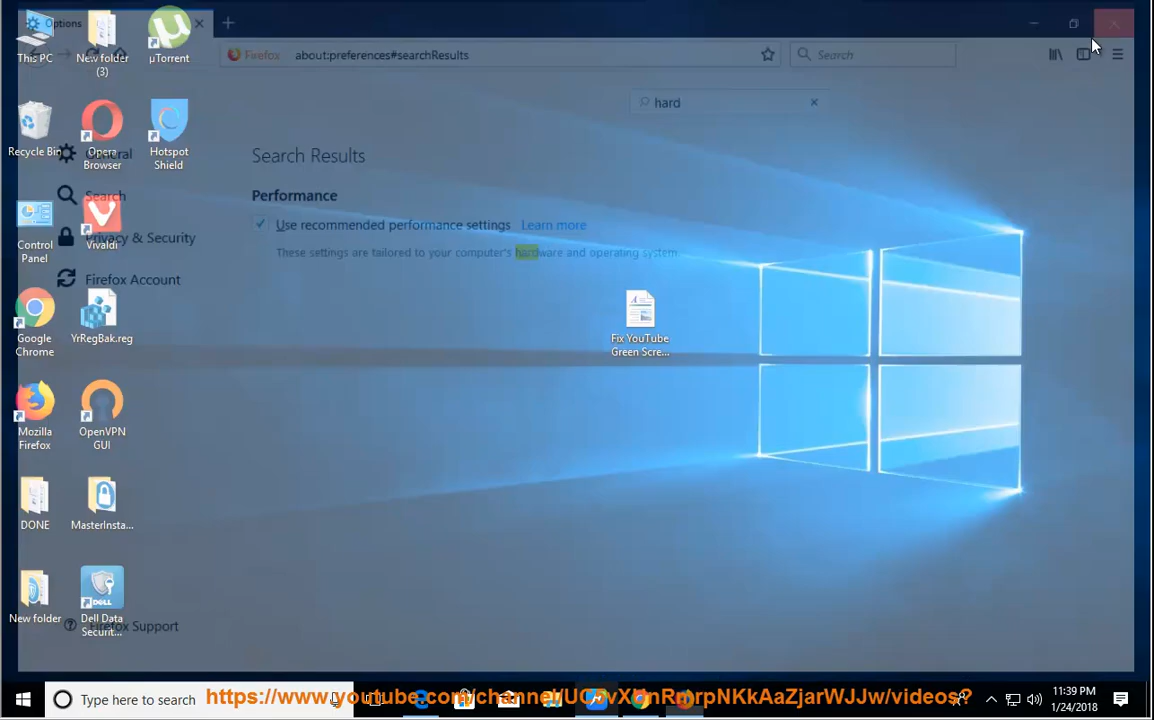 Options
Firefox
about:preferences#searchResults
Search
hard
General
Search
Privacy & Security
Firefox Account
Firefox Support
Search Results
Performance
Use recommended performance settings
Learn more
These settings are tailored to your computer's hardware and operating system.
This PC
New folder
(3)
µTorrent
Recycle Bin
Opera
Browser
Hotspot
Shield
Control
Panel
Vivaldi
Google
Chrome
YrRegBak.reg
Mozilla
Firefox
OpenVPN
GUI
DONE
MasterInsta...
New folder
Dell Data
Securit...
DELL
Fix YouTube
Green Scre...
Type here to search
11:39 PM
1/24/2018